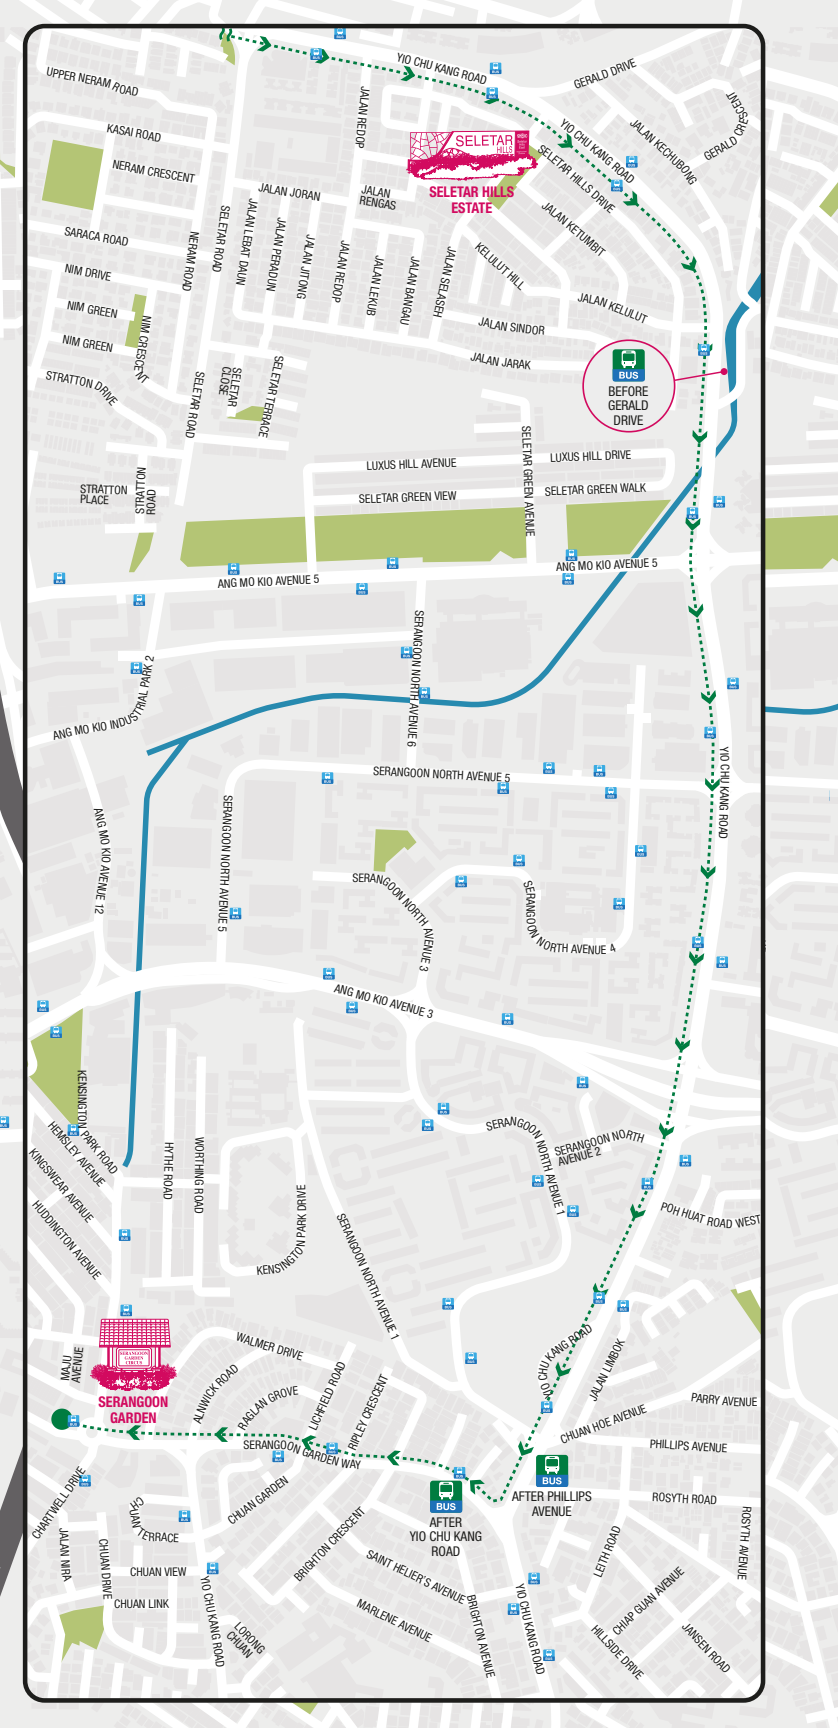 YIO CHU KANG ROAD
GERALD DRIVE
UPPER NERAM ROAD
JALAN REDOP
GERALD CRESCENT
KASAI ROAD
SELETAR
HILLS
YIO CHU KANG ROAD
JALAN KECHUBONG
NERAM CRESCENT
SELETAR HILLS DRIVE
SELETAR HILLS
ESTATE
JALAN JORAN
JALAN
RENGAS
JALAN KETUMBIT
SARACA ROAD
NERAM ROAD
SELETAR ROAD
JALAN LEBAT DAUN
JALAN PERADUN
JALAN JITONG
JALAN REDOP
JALAN LEKUB
JALAN BANGAU
JALAN SELASEH
KELULUT HILL
NIM DRIVE
NIM GREEN
JALAN KELULUT
JALAN SINDOR
NIM GREEN
NIM CRESCENT
JALAN JARAK
STRATTON DRIVE
SELETAR ROAD
SELETAR
CLOSE
SELETAR TERRACE
BUS
BEFORE
GERALD
DRIVE
LUXUS HILL AVENUE
LUXUS HILL DRIVE
SELETAR GREEN AVENUE
STRATTON
PLACE
STRATTON
ROAD
SELETAR GREEN VIEW
SELETAR GREEN WALK
ANG MO KIO AVENUE 5
ANG MO KIO AVENUE 5
SERANGOON NORTH AVENUE 6
ANG MO KIO INDUSTRIAL PARK 2
SERANGOON NORTH AVENUE 5
YIO CHU KANG ROAD
ANG MO KIO AVENUE 12
SERANGOON NORTH AVENUE 5
SERANGOON NORTH AVENUE 3
SERANGOON NORTH AVENUE 4
ANG MO KIO AVENUE 3
KENSINGTON PARK ROAD
HEMSLEY AVENUE
KINGSWEAR AVENUE
HUDDINGTON AVENUE
HYTHE ROAD
WORTHING ROAD
SERANGOON NORTH AVENUE 1
SERANGOON NORTH
AVENUE 2
KENSINGTON PARK DRIVE
SERANGOON NORTH AVENUE 1
POH HUAT ROAD WEST
SERANGOON
GARDEN
CIRCUS
MAJU
AVENUE
SERANGOON
GARDEN
WALMER DRIVE
YIO CHU KANG ROAD
JALAN LIMBOK
ALNWICK ROAD
RAGLAN GROVE
LICHFIELD ROAD
RIPLEY CRESCENT
PARRY AVENUE
CHUAN HOE AVENUE
SERANGOON GARDEN WAY
PHILLIPS AVENUE
BUS
AFTER PHILLIPS
AVENUE
BUS
AFTER
YIO CHU KANG
ROAD
CHARTWELL DRIVE
CHUAN GARDEN
CHUAN TERRACE
ROSYTH ROAD
ROSYTH AVENUE
JALAN NIRA
CHUAN DRIVE
CHUAN VIEW
CHUAN LINK
YIO CHU KANG ROAD
LORONG
CHUAN
BRIGHTON CRESCENT
SAINT HELIER'S AVENUE
MARLENE AVENUE
BRIGHTON AVENUE
YIO CHU KANG ROAD
LEITH ROAD
CHIAP GUAN AVENUE
HILLSIDE DRIVE
JANSEN ROAD